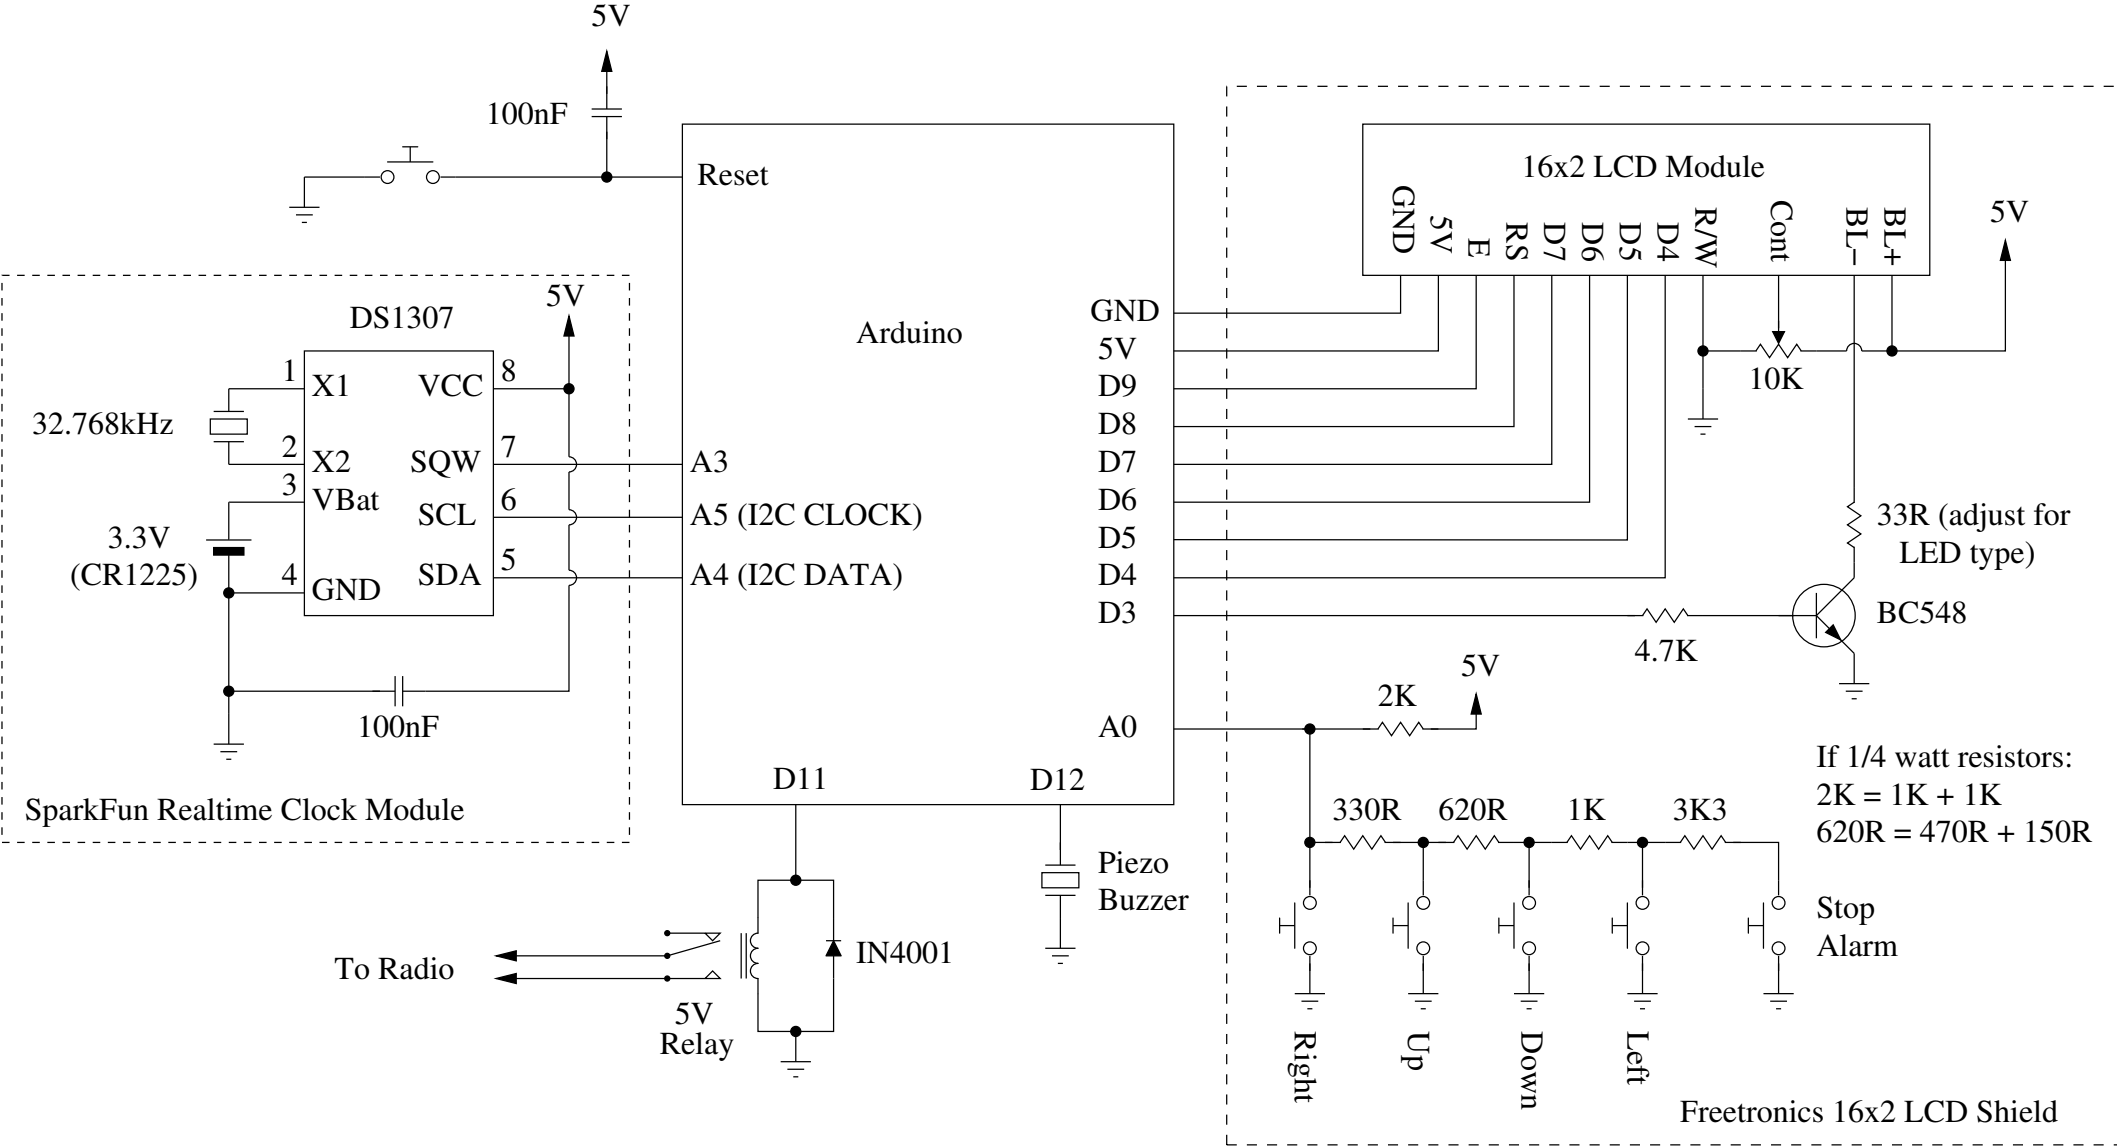 5V
100nF
Reset
Arduino
16x2 LCD Module
GND
5V
E
RS
D7
D6
D5
D4
R/W
Cont
BL−
BL+
5V
10K
GND
5V
D9
D8
D7
D6
D5
D4
D3
A0
33R (adjust for
LED type)
BC548
4.7K
5V
2K
DS1307
5V
1
X1
VCC
8
32.768kHz
2
X2
SQW
7
A3
3
VBat
SCL
6
A5 (I2C CLOCK)
3.3V
(CR1225)
4
GND
SDA
5
A4 (I2C DATA)
100nF
SparkFun Realtime Clock Module
D11
D12
Piezo
Buzzer
To Radio
IN4001
5V
Relay
If 1/4 watt resistors:
2K = 1K + 1K
620R = 470R + 150R
330R
620R
1K
3K3
Stop
Alarm
Right
Up
Down
Left
Freetronics 16x2 LCD Shield